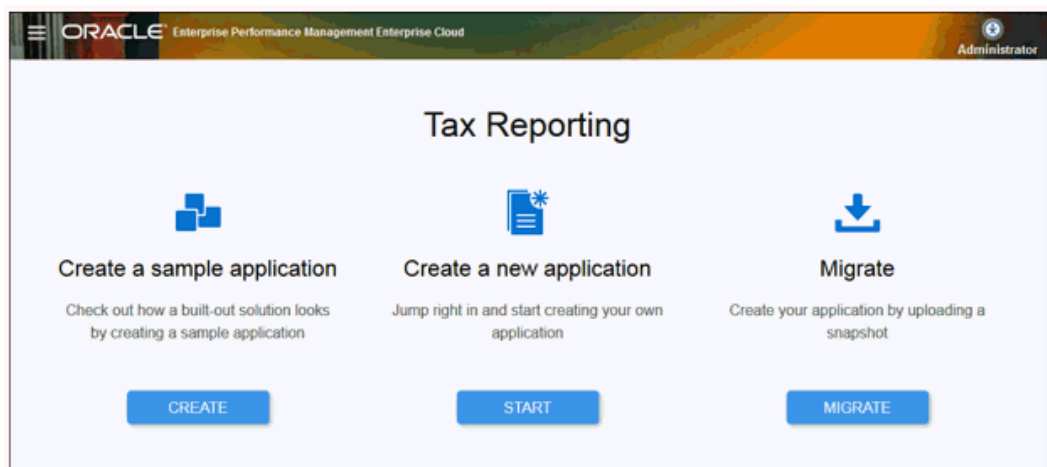 ORACLE Enterprise Performance Management Enterprise Cloud
Administrator
Tax Reporting
Create a sample application
Check out how a built-out solution looks
by creating a sample application
CREATE
Create a new application
Jump right in and start creating your own
application
START
Migrate
Create your application by uploading a
snapshot
MIGRATE